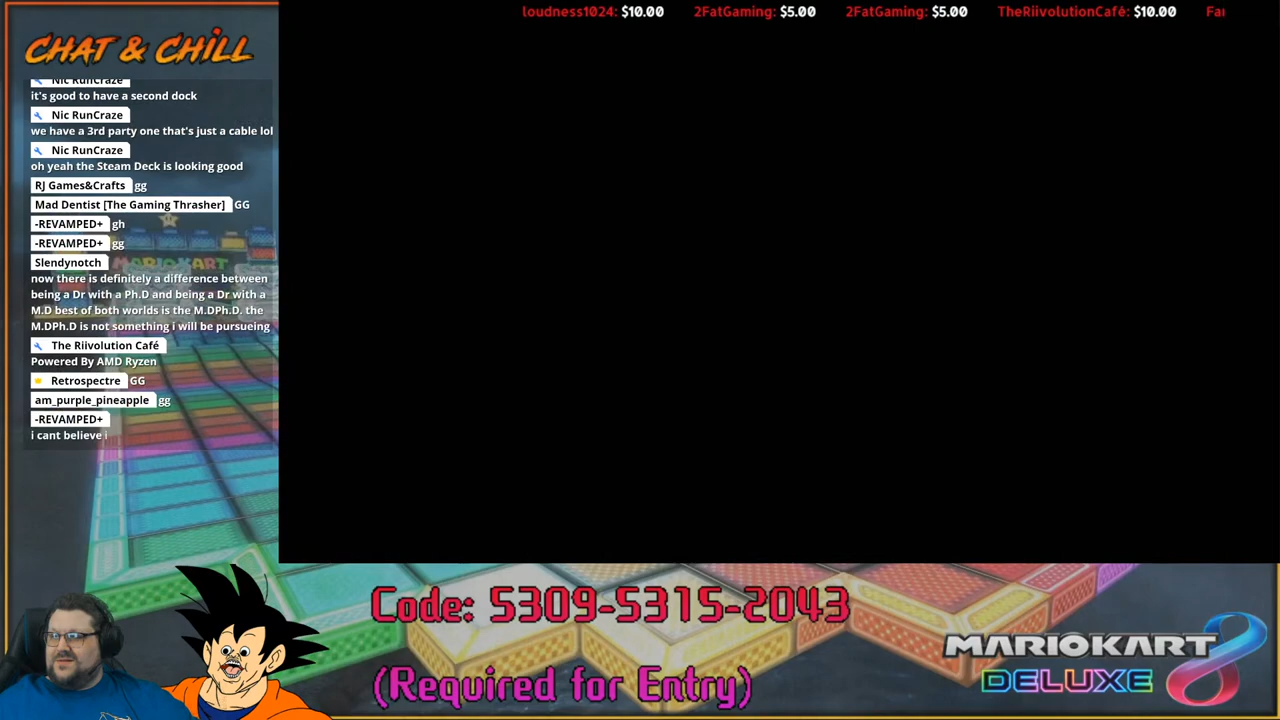 loudness1024: $10.00 2FatGaming: $5.00 2FatGaming: $5.00 TheRiivolutionCafé: $10.00
CHAT & CHILL
Nic RunCraze
it's good to have a second dock
Nic RunCraze
we have a 3rd party one that's just a cable lol
Nic RunCraze
oh yeah the Steam Deck is looking good
RJ Games&Crafts gg
Mad Dentist [The Gaming Thrasher] GG
-REVAMPED+ gh
-REVAMPED+ gg
Slendynotch
now there is definitely a difference between
being a Dr with a Ph.D and being a Dr with a
M.D best of both worlds is the M.DPh.D. the
M.DPh.D is not something i will be pursueing
The Riivolution Café
Powered By AMD Ryzen
Retrospectre GG
am_purple_pineapple gg
-REVAMPED+
i cant believe i
MARIOKART
Code: 5309-5315-2043
(Required for Entry)
MARIOKART 8
DELUXE